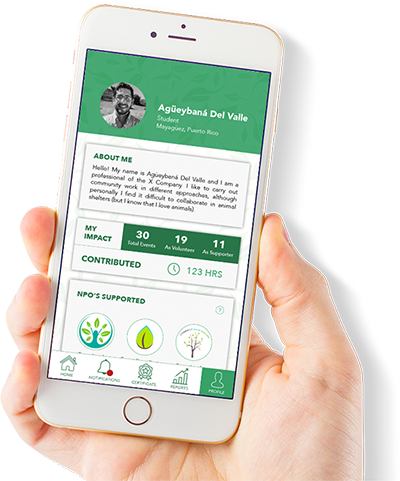 Agüeybaná Del Valle
Student
Mayagüez, Puerto Rico
ABOUT ME
Hello! My name is Agüeybaná Del Valle and I am a
professional of the X Company I like to carry out
community work in different approaches, although
personally I find it difficult to collaborate in animal
shelters (but I know that I love animals)
MY IMPACT
30 19 11
Total Events As Volunteer As Supporter
CONTRIBUTED 123 HRS
NPO'S SUPPORTED
HOME NOTIFICATIONS CERTIFICATE REPORTS PROFILE